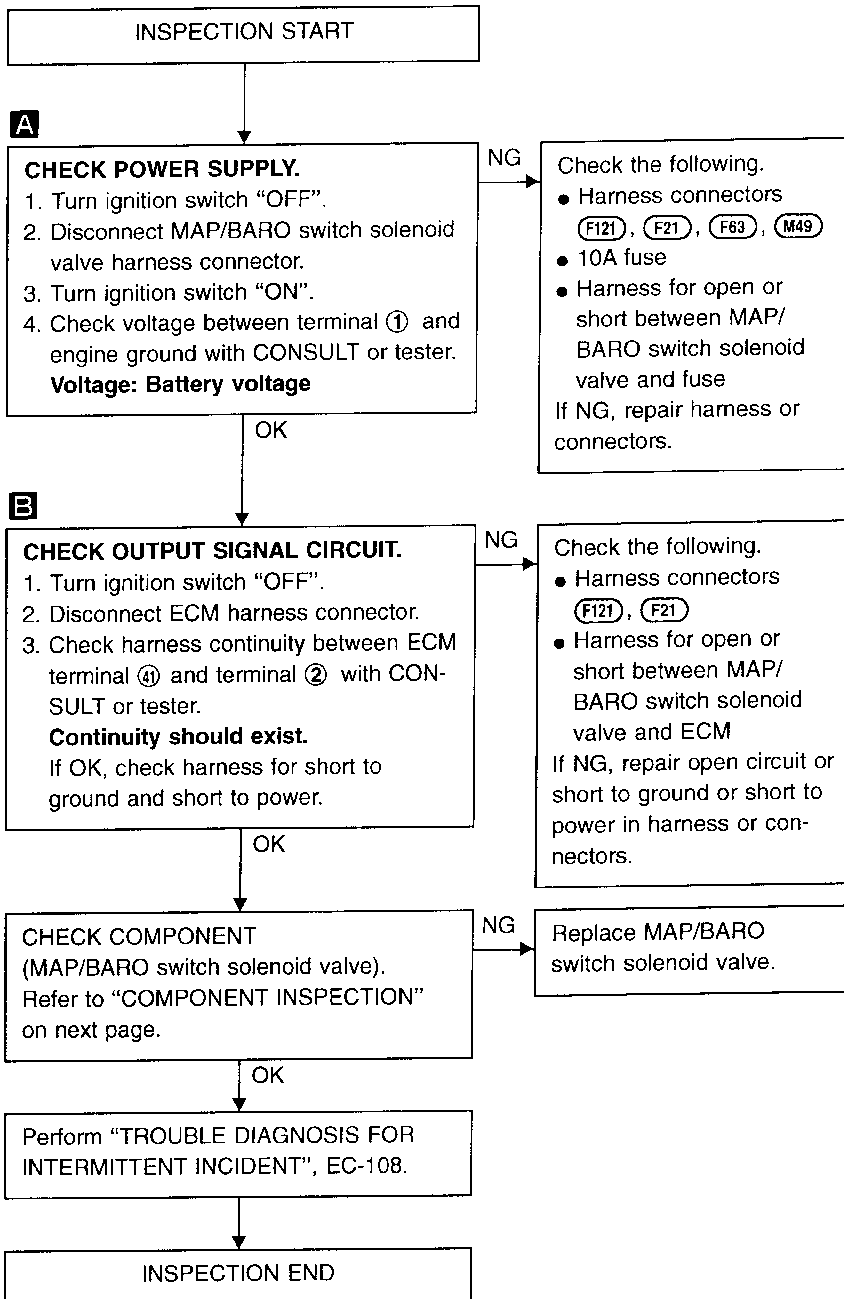 INSPECTION START
A
CHECK POWER SUPPLY.
1. Turn ignition switch “OFF”.
2. Disconnect MAP/BARO switch solenoid
valve harness connector.
3. Turn ignition switch “ON”.
4. Check voltage between terminal ① and
engine ground with CONSULT or tester.
Voltage: Battery voltage
NG
Check the following.
● Harness connectors
F121, F21, F63, M49
● 10A fuse
● Harness for open or
short between MAP/
BARO switch solenoid
valve and fuse
If NG, repair harness or
connectors.
OK
B
CHECK OUTPUT SIGNAL CIRCUIT.
1. Turn ignition switch “OFF”.
2. Disconnect ECM harness connector.
3. Check harness continuity between ECM
terminal ㊶ and terminal ② with CON-
SULT or tester.
Continuity should exist.
If OK, check harness for short to
ground and short to power.
NG
Check the following.
● Harness connectors
F121, F21
● Harness for open or
short between MAP/
BARO switch solenoid
valve and ECM
If NG, repair open circuit or
short to ground or short to
power in harness or con-
nectors.
OK
CHECK COMPONENT
(MAP/BARO switch solenoid valve).
Refer to “COMPONENT INSPECTION”
on next page.
NG
Replace MAP/BARO
switch solenoid valve.
OK
Perform “TROUBLE DIAGNOSIS FOR
INTERMITTENT INCIDENT”, EC-108.
INSPECTION END